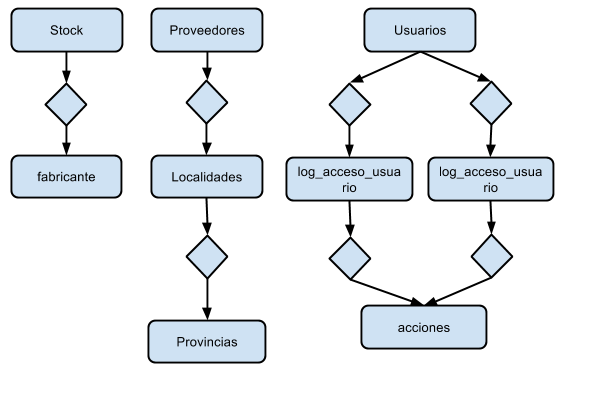 Stock
Proveedores
Usuarios
fabricante
Localidades
log_acceso_usua
rio
log_acceso_usua
rio
Provincias
acciones